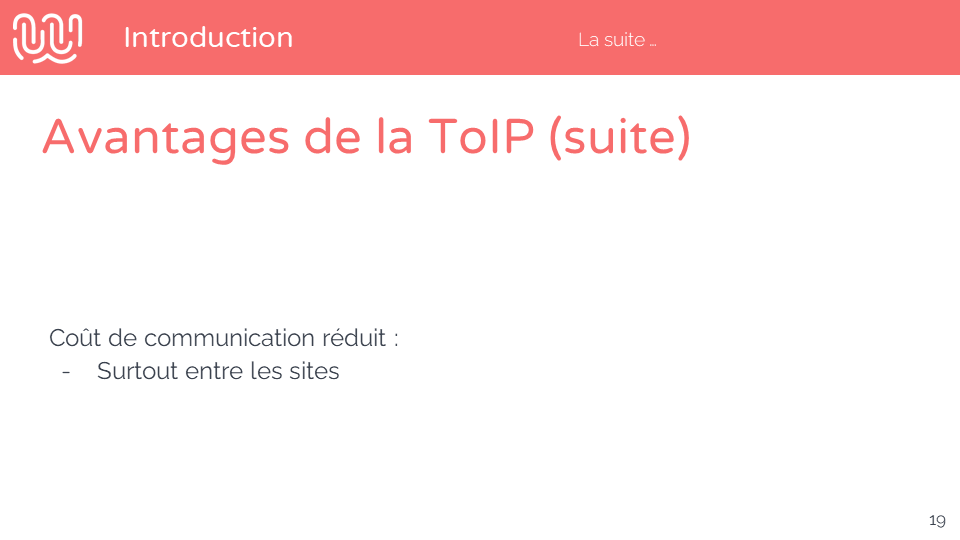 Introduction
La suite …
Avantages de la ToIP (suite)
Coût de communication réduit :
- Surtout entre les sites
19